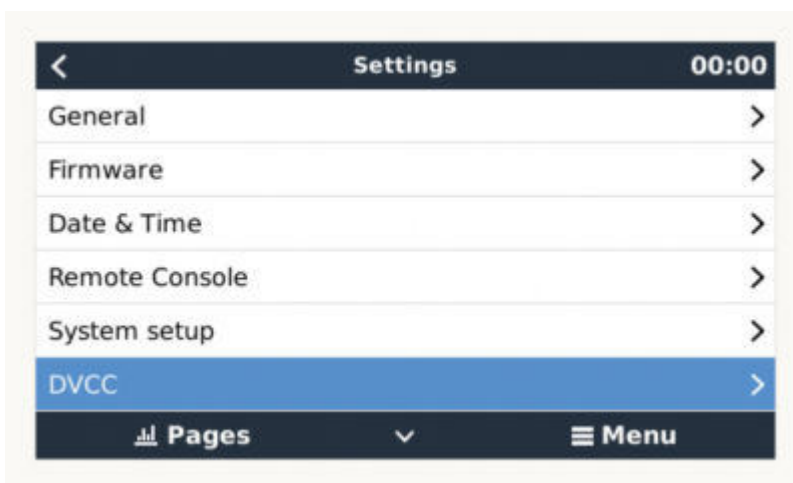 Settings 00:00
General
Firmware
Date & Time
Remote Console
System setup
DVCC
Pages Menu